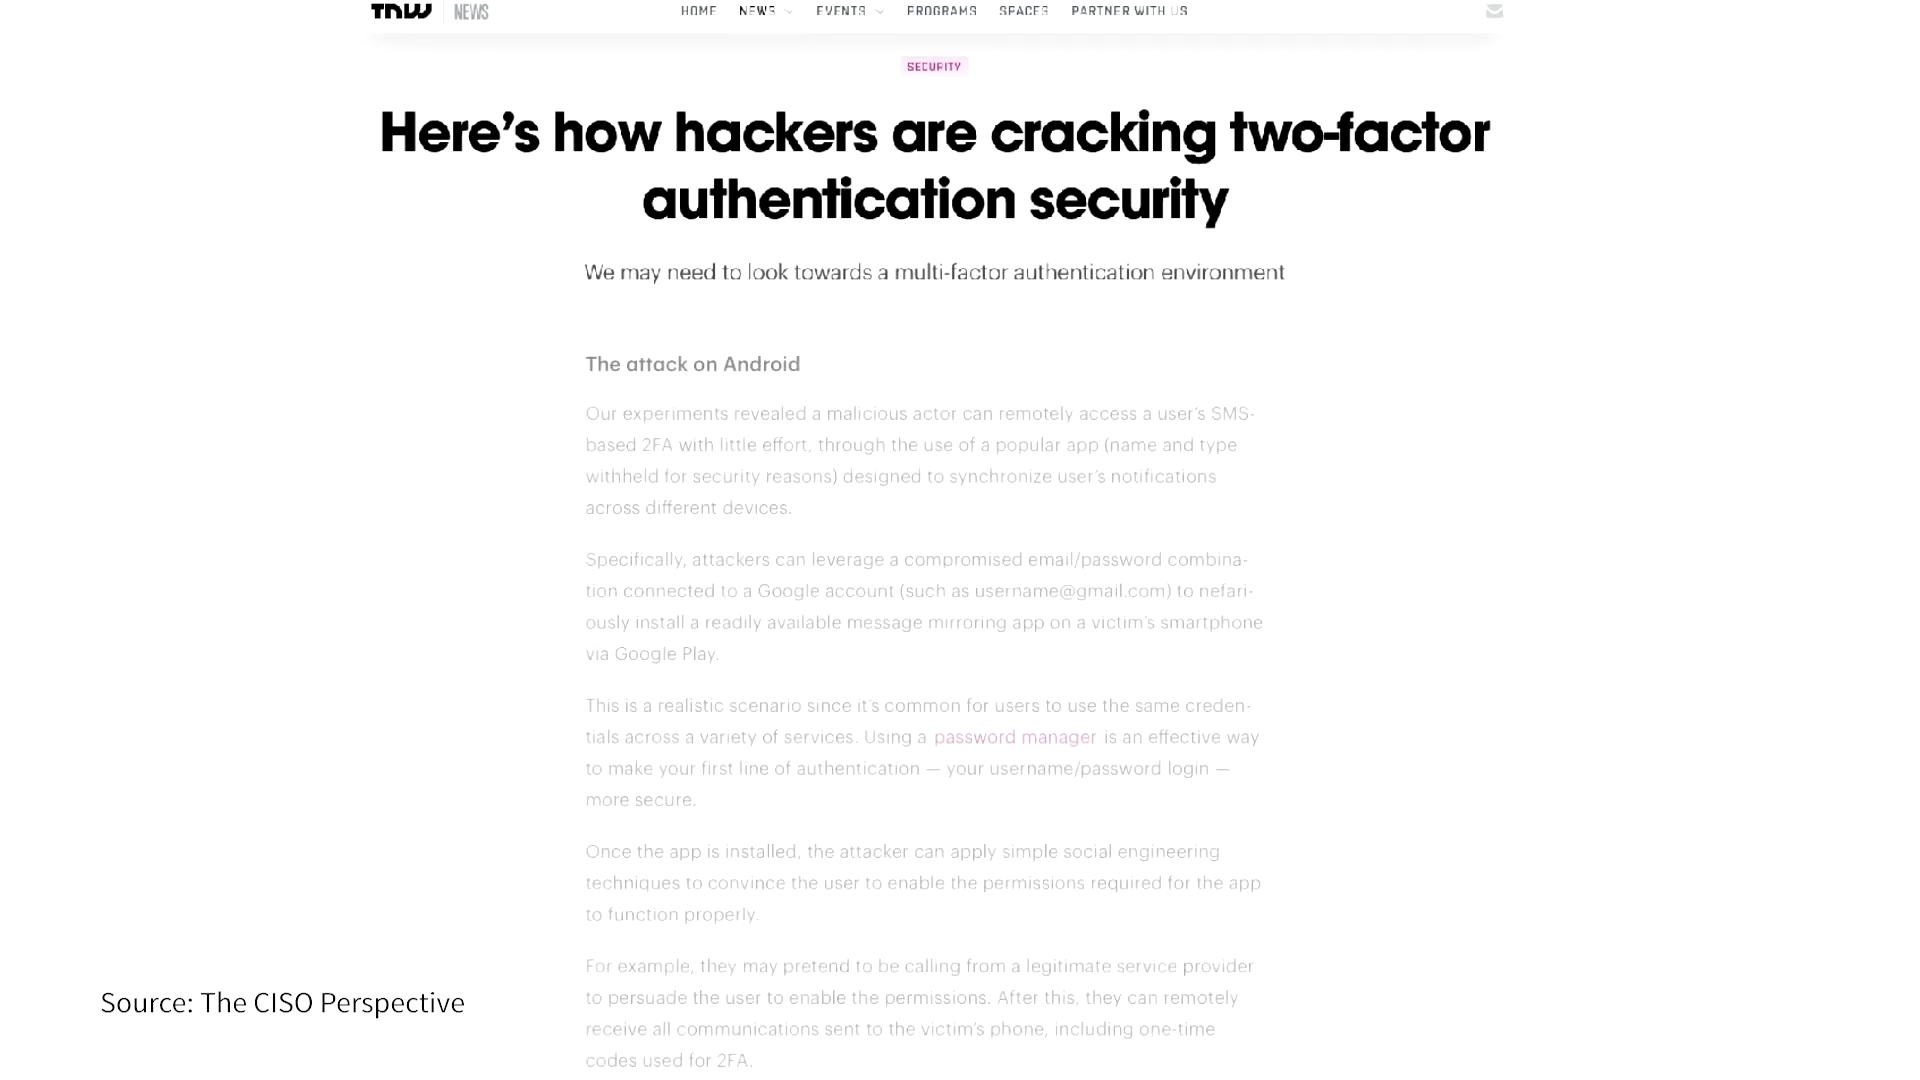 TNW NEWS HOME NEWS EVENTS PROGRAMS SPACES PARTNER WITH US
SECURITY
Here’s how hackers are cracking two-factor
authentication security
We may need to look towards a multi-factor authentication environment
The attack on Android
Our experiments revealed a malicious actor can remotely access a user’s SMS-
based 2FA with little effort, through the use of a popular app (name and type
withheld for security reasons) designed to synchronize user’s notifications
across different devices.
Specifically, attackers can leverage a compromised email/password combina-
tion connected to a Google account (such as username@gmail.com) to nefari-
ously install a readily available message mirroring app on a victim’s smartphone
via Google Play.
This is a realistic scenario since it’s common for users to use the same creden-
tials across a variety of services. Using a password manager is an effective way
to make your first line of authentication — your username/password login —
more secure.
Once the app is installed, the attacker can apply simple social engineering
techniques to convince the user to enable the permissions required for the app
to function properly.
For example, they may pretend to be calling from a legitimate service provider
to persuade the user to enable the permissions. After this, they can remotely
receive all communications sent to the victim’s phone, including one-time
codes used for 2FA.
Source: The CISO Perspective